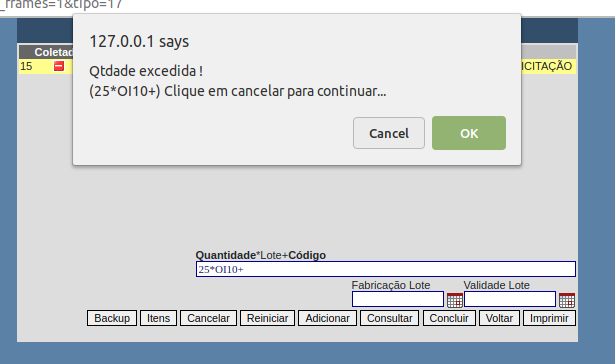 _frames=1&tipo=17
127.0.0.1 says
Qtdade excedida !
(25*OI10+) Clique em cancelar para continuar...
Cancel OK
Coletad
15 ICITAÇÃO
Quantidade*Lote+Código
25*OI10+
Fabricação Lote Validade Lote
Backup Itens Cancelar Reiniciar Adicionar Consultar Concluir Voltar Imprimir